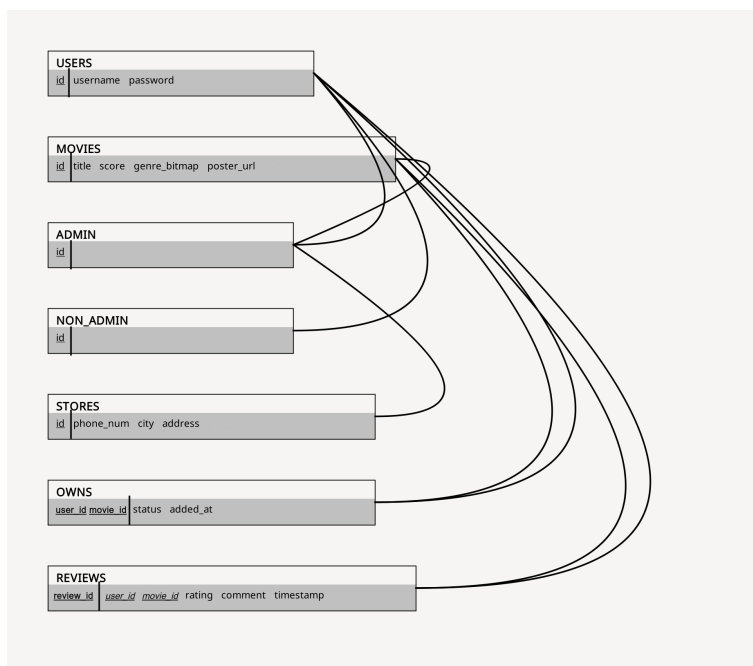 USERS
id username password
MOVIES
id title score genre_bitmap poster_url
ADMIN
id
NON_ADMIN
id
STORES
id phone_num city address
OWNS
user_id movie_id status added_at
REVIEWS
review_id user_id movie_id rating comment timestamp